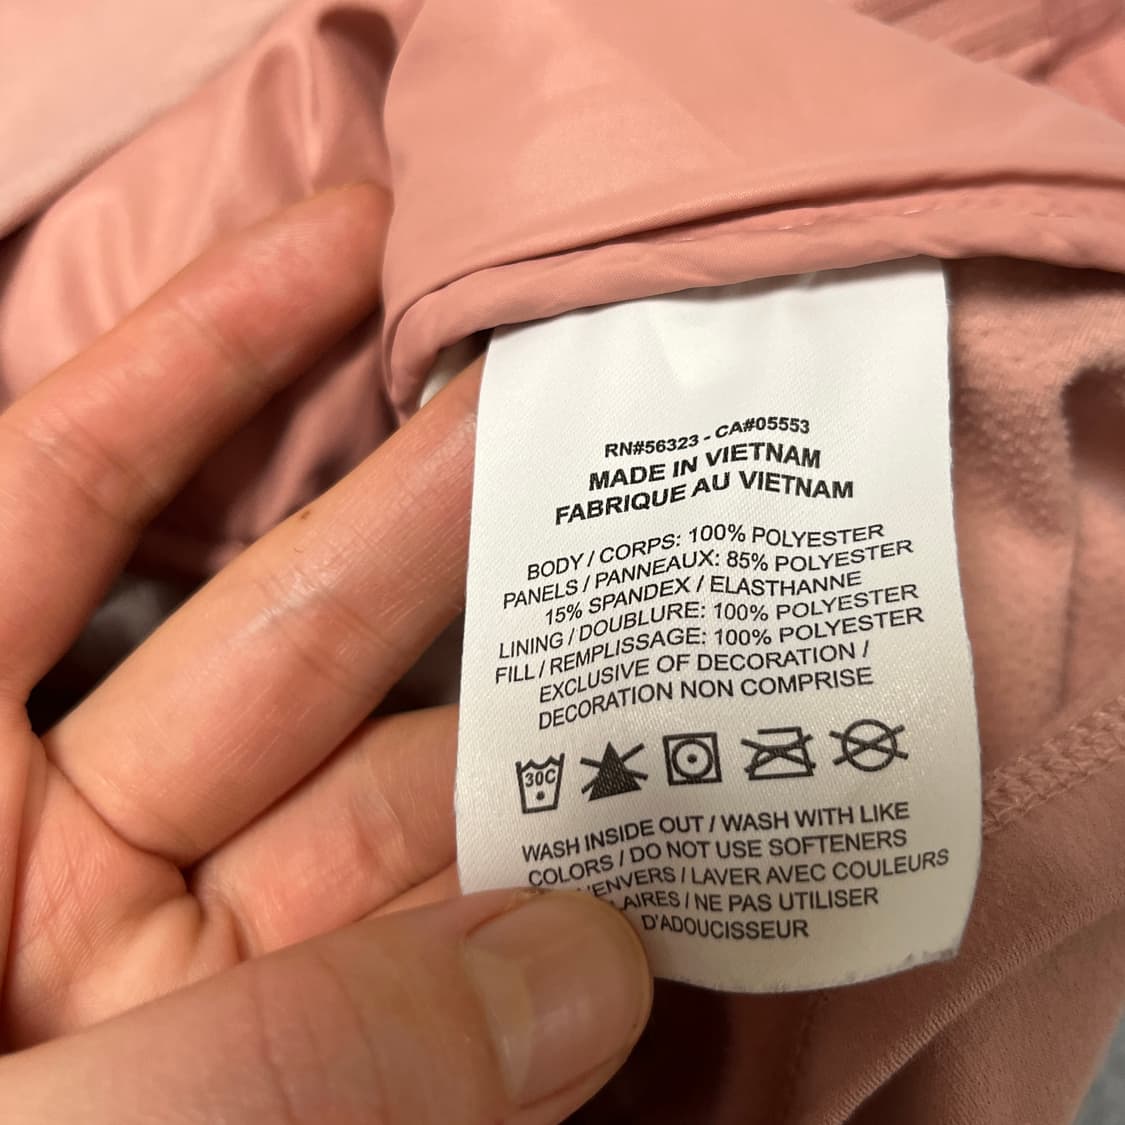 RN#56323 - CA#05553
MADE IN VIETNAM
FABRIQUE AU VIETNAM
BODY / CORPS: 100% POLYESTER
PANELS / PANNEAUX: 85% POLYESTER
15% SPANDEX / ELASTHANNE
LINING / DOUBLURE: 100% POLYESTER
FILL / REMPLISSAGE: 100% POLYESTER
EXCLUSIVE OF DECORATION /
DECORATION NON COMPRISE
30C
WASH INSIDE OUT / WASH WITH LIKE
COLORS / DO NOT USE SOFTENERS
'ENVERS / LAVER AVEC COULEURS
AIRES / NE PAS UTILISER
D'ADOUCISSEUR